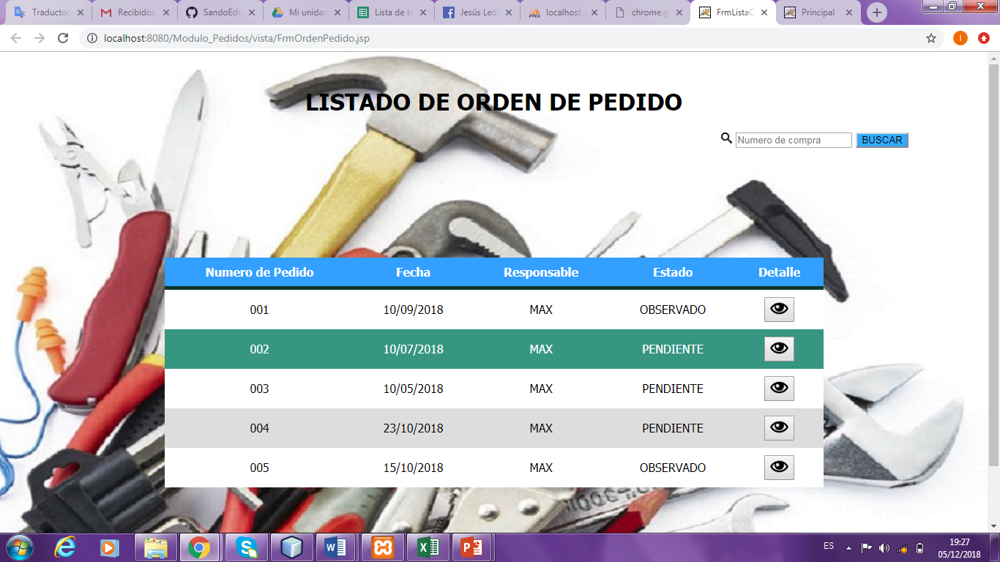 Traductor
Recibidos
SandoEdg
Mi unidad
Lista de ta
Jesús Leó
localhost
chrome.g
FrmListaC
Principal
localhost:8080/Modulo_Pedidos/vista/FrmOrdenPedido.jsp
I
LISTADO DE ORDEN DE PEDIDO
Numero de compra BUSCAR
Numero de Pedido Fecha Responsable Estado Detalle
001 10/09/2018 MAX OBSERVADO
002 10/07/2018 MAX PENDIENTE
003 10/05/2018 MAX PENDIENTE
004 23/10/2018 MAX PENDIENTE
005 15/10/2018 MAX OBSERVADO
ES
19:27
05/12/2018